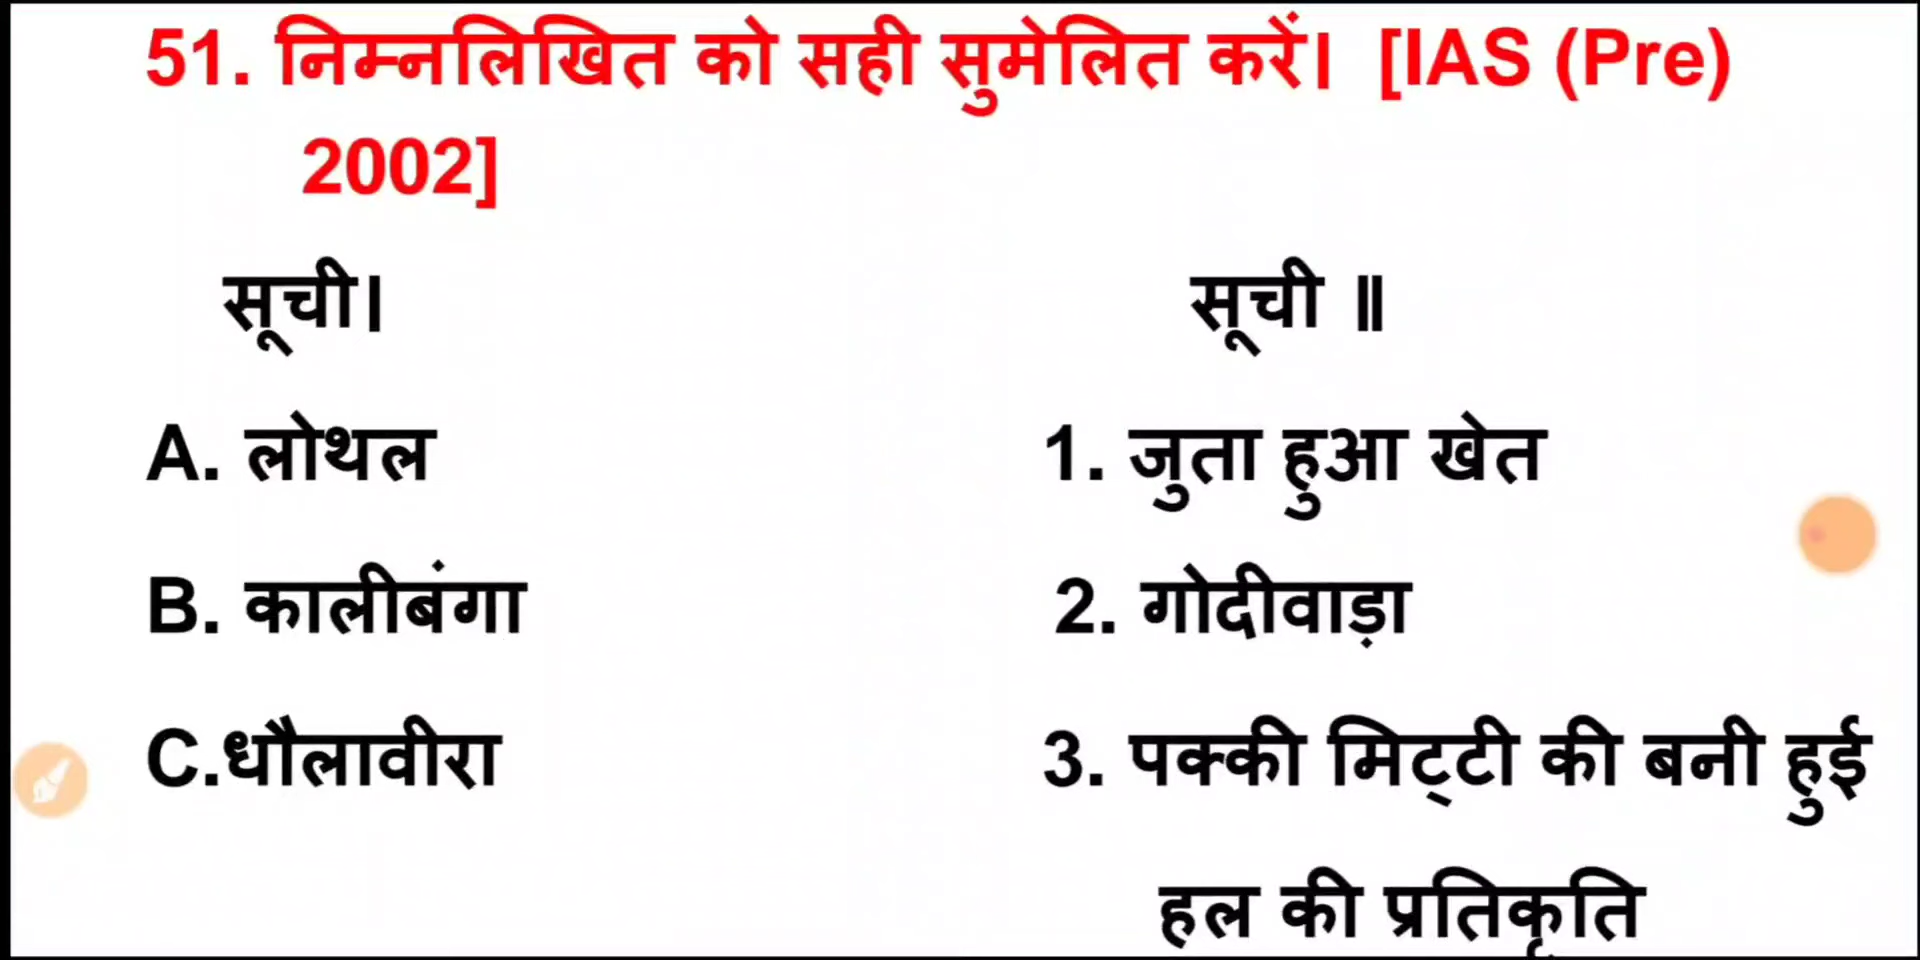 51. निम्नलिखित को सही सुमेलित करें। [IAS (Pre)
2002]
सूची। सूची ॥
A. लोथल 1. जुता हुआ खेत
B. कालीबंगा 2. गोदीवाड़ा
C.धौलावीरा 3. पक्की मिट्टी की बनी हुई
हल की प्रतिकृति